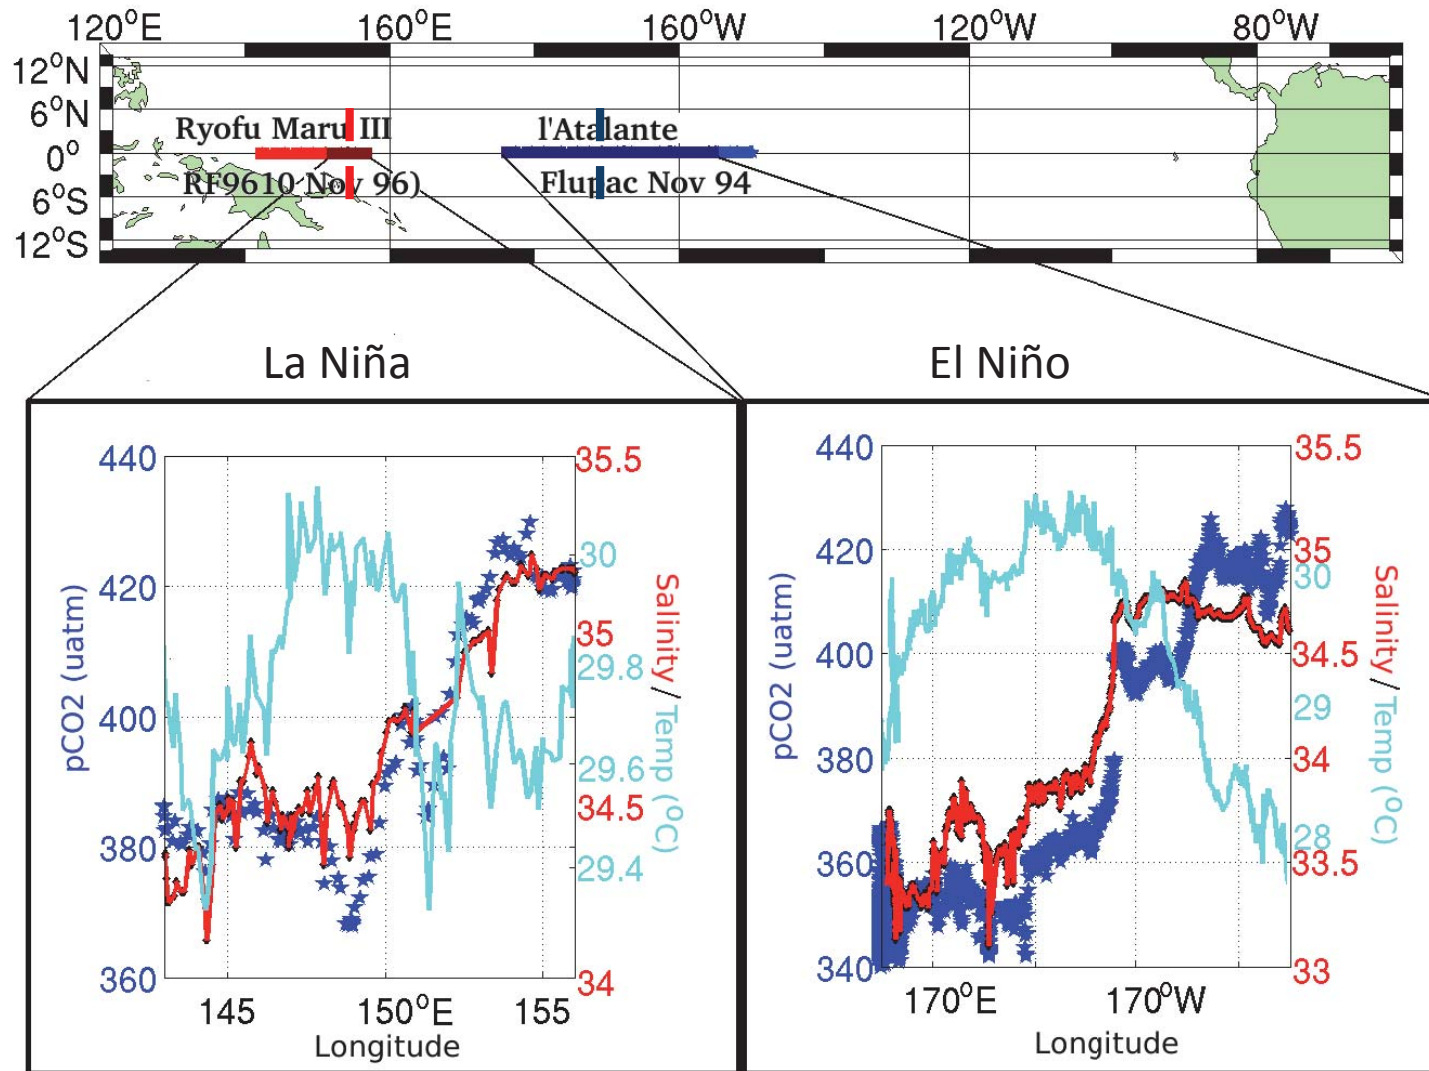 120°E 160°E 160°W 120°W 80°W
12°N
6°N
0°
6°S
12°S
Ryofu Maru III
RF9610 Nov 96)
l'Atalante
Flupac Nov 94
La Niña
El Niño
440
420
400
380
360
pCO2 (uatm)
35.5
35
34.5
34
30
29.8
29.6
29.4
Salinity / Temp (°C)
145 150°E 155
Longitude
440
420
400
380
360
340
pCO2 (uatm)
35.5
35
34.5
34
33.5
33
30
29
28
Salinity / Temp (°C)
170°E 170°W
Longitude